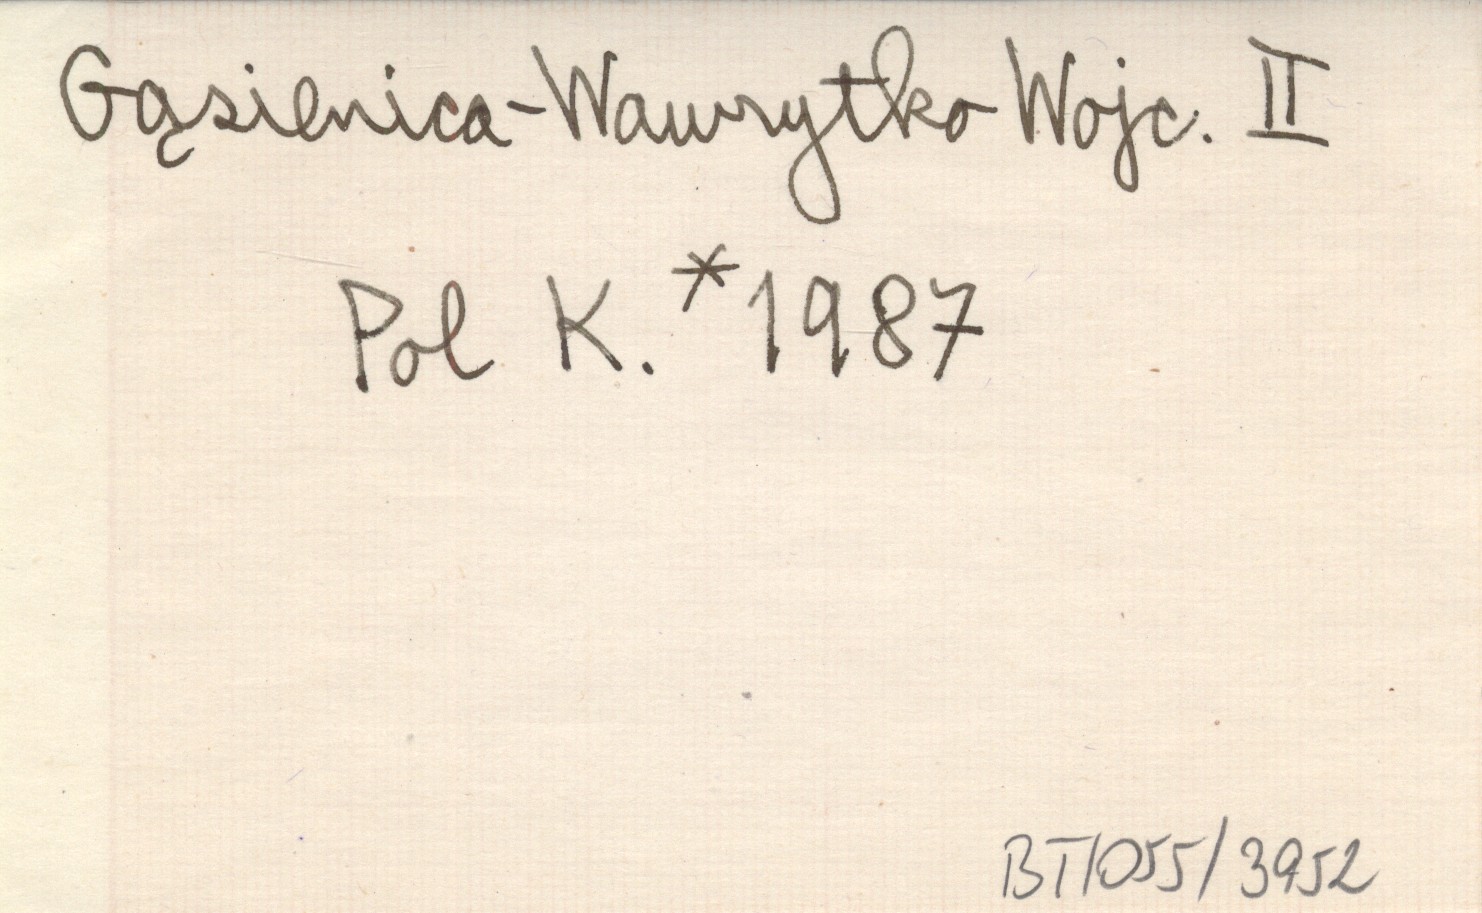 Gąsienica-Wawrytko Wojc. II
Pol K. *1987
BT/055/3952